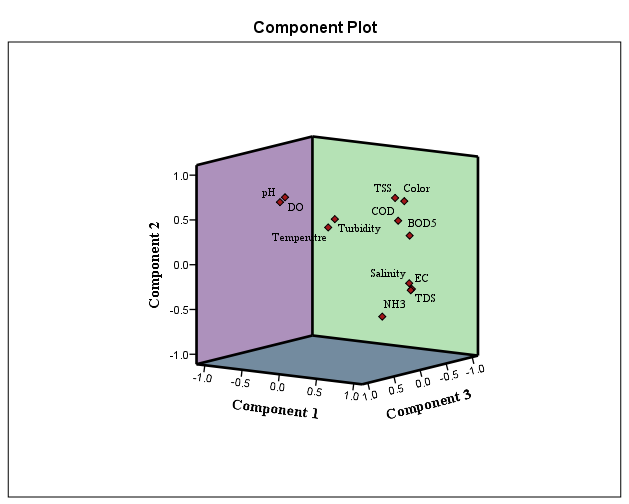 Component Plot
1.0
0.5
0.0
-0.5
-1.0
Component 2
pH
DO
TSS
Color
COD
BOD5
Turbidity
Temperutre
Salinity
EC
TDS
NH3
-1.0
-0.5
0.0
0.5
1.0
Component 1
1.0
0.5
0.0
-0.5
-1.0
Component 3